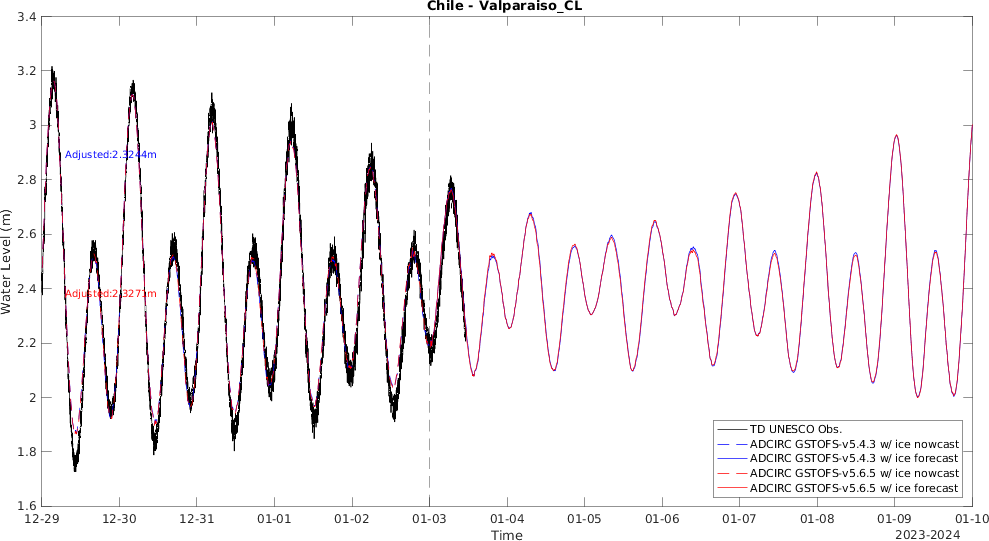 Chile - Valparaiso_CL
3.4
3.2
3
2.8
2.6
2.4
2.2
2
1.8
1.6
Water Level (m)
Adjusted:2.3244m
Adjusted:2.3271m
TD UNESCO Obs.
ADCIRC GSTOFS-v5.4.3 w/ ice nowcast
ADCIRC GSTOFS-v5.4.3 w/ ice forecast
ADCIRC GSTOFS-v5.6.5 w/ ice nowcast
ADCIRC GSTOFS-v5.6.5 w/ ice forecast
12-29 12-30 12-31 01-01 01-02 01-03 01-04 01-05 01-06 01-07 01-08 01-09 01-10
Time
2023-2024